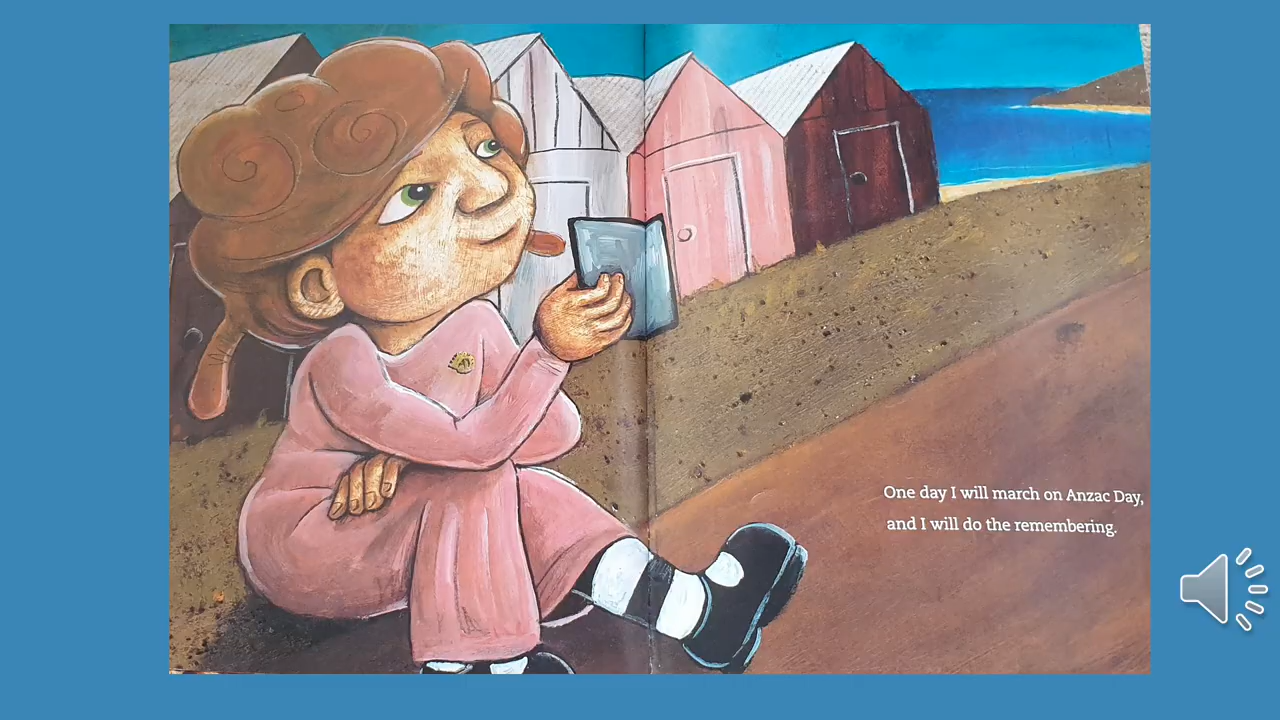 One day I will march on Anzac Day,
and I will do the remembering.